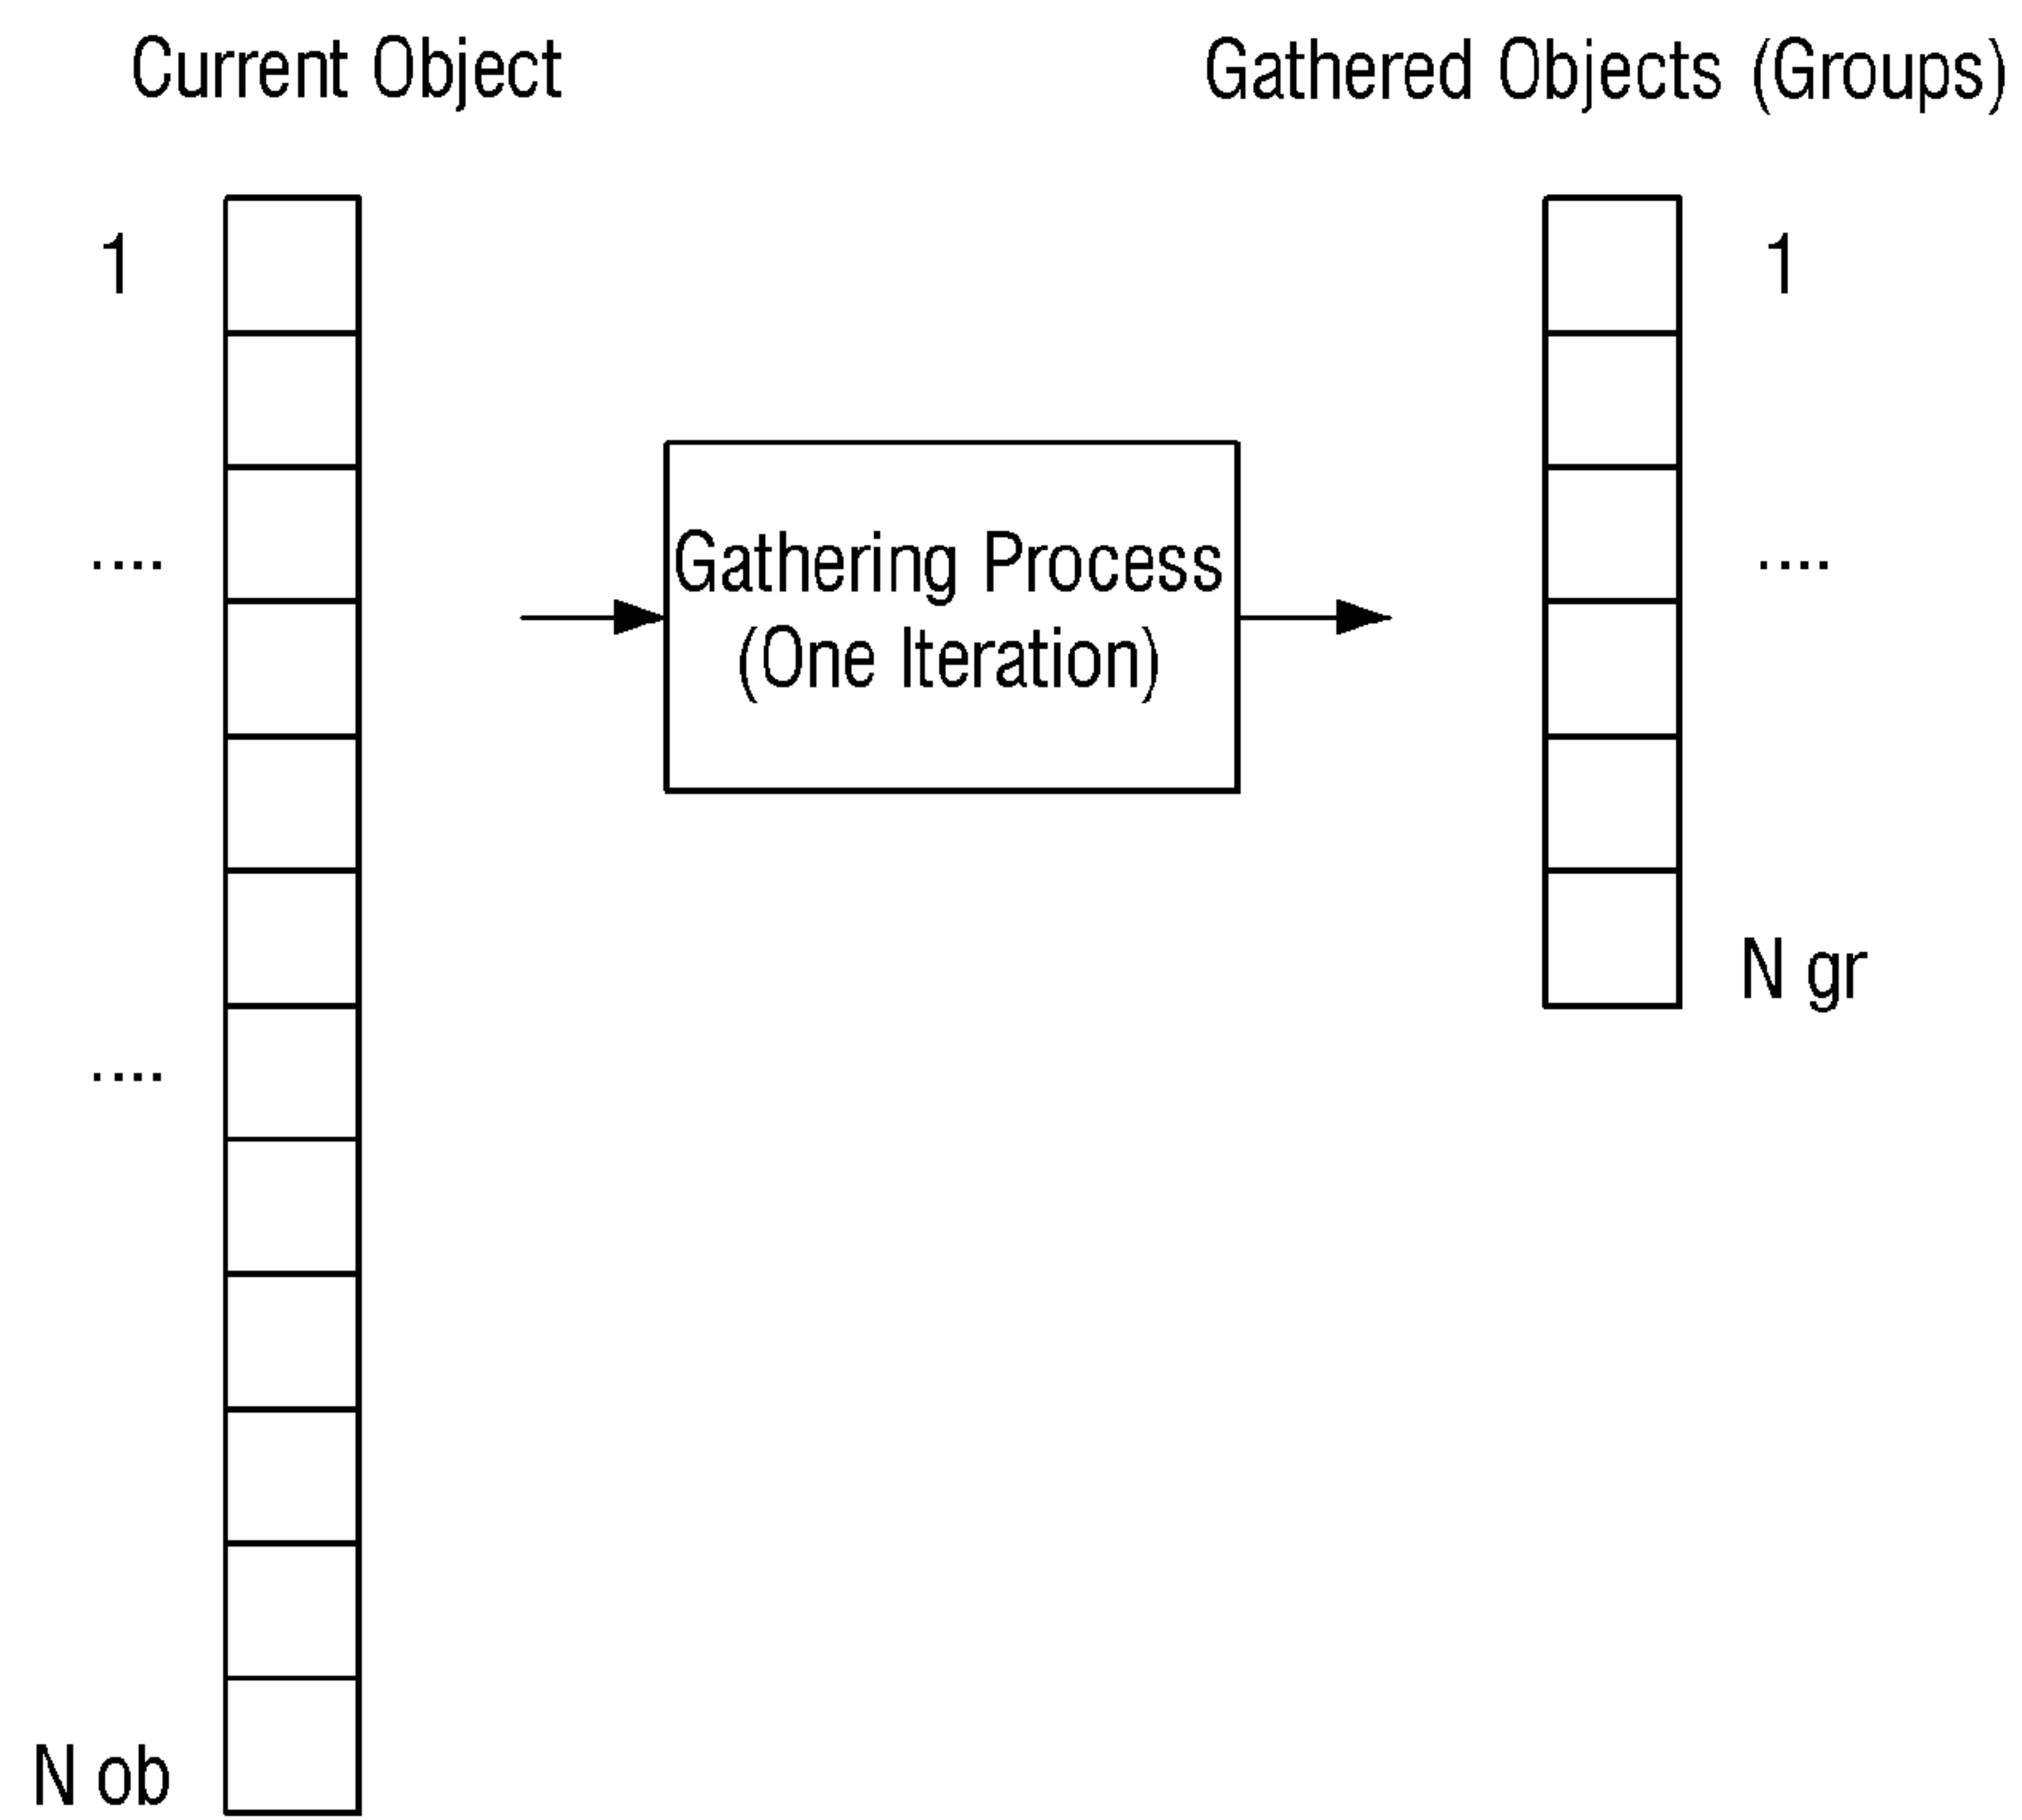 Current Object
Gathered Objects (Groups)
1
1
....
....
Gathering Process
(One Iteration)
N gr
....
N ob